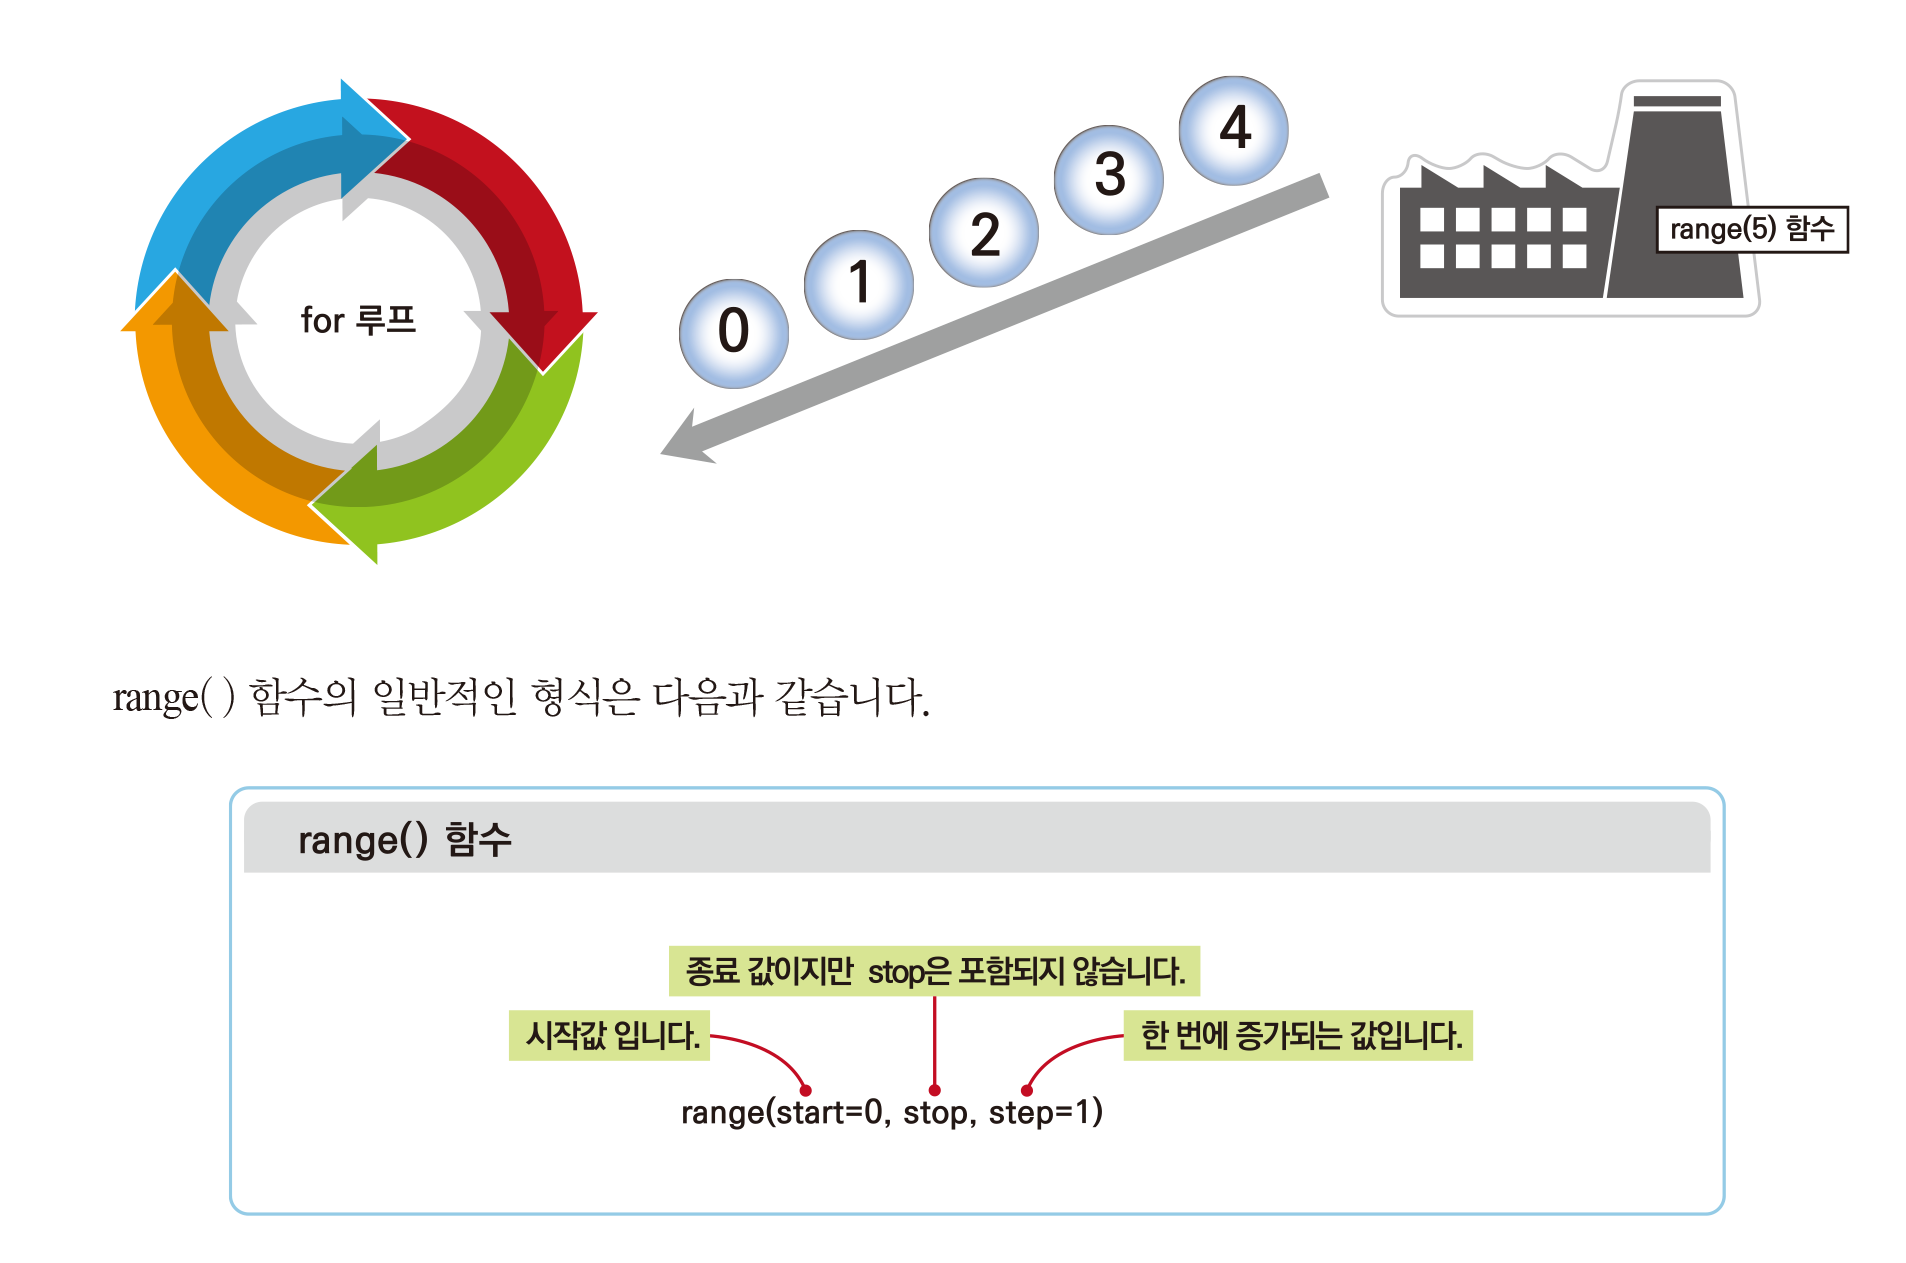 for 루프
0
1
2
3
4
range(5) 함수
range( ) 함수의 일반적인 형식은 다음과 같습니다.
range() 함수
종료 값이지만 stop은 포함되지 않습니다.
시작값 입니다.
한 번에 증가되는 값입니다.
range(start=0, stop, step=1)